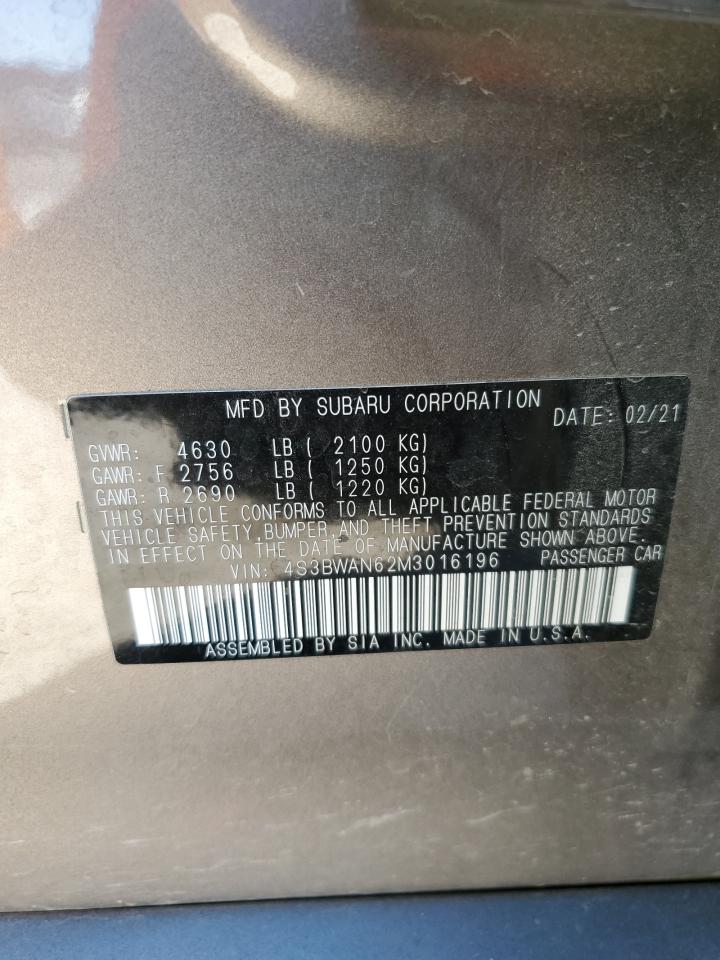 MFD BY SUBARU CORPORATION DATE: 02/21
GVWR: 4630 LB ( 2100 KG)
GAWR: F 2756 LB ( 1250 KG)
GAWR: R 2690 LB ( 1220 KG)
THIS VEHICLE CONFORMS TO ALL APPLICABLE FEDERAL MOTOR
VEHICLE SAFETY,BUMPER,AND THEFT PREVENTION STANDARDS
IN EFFECT ON THE DATE OF MANUFACTURE SHOWN ABOVE.
VIN: 4S3BWAN62M3016196 PASSENGER CAR
ASSEMBLED BY SIA INC. MADE IN U.S.A.